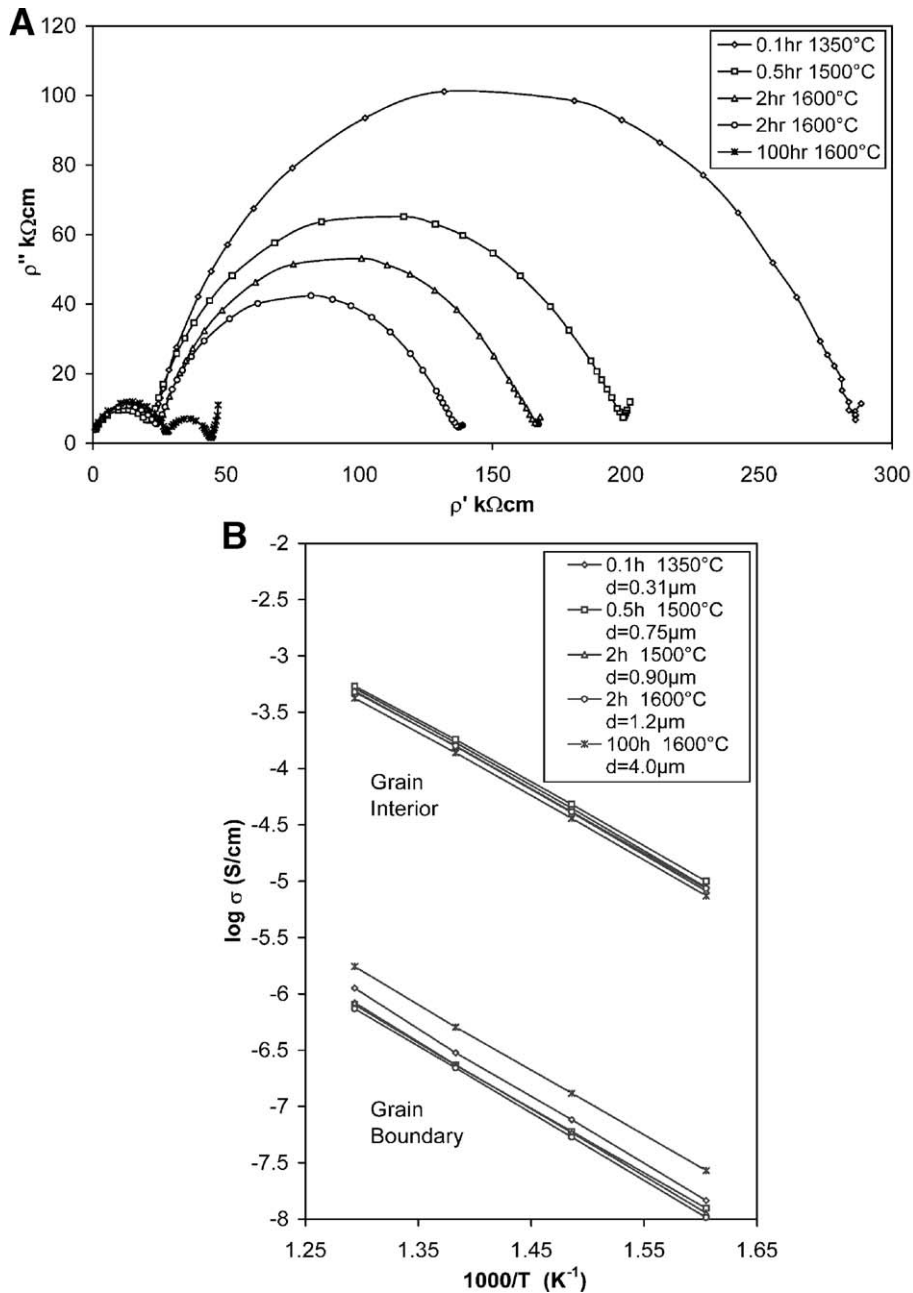 A
120
100
80
60
40
20
0
ρ'' kΩcm
0.1hr 1350°C
0.5hr 1500°C
2hr 1600°C
2hr 1600°C
100hr 1600°C
0 50 100 150 200 250 300
ρ' kΩcm
B
-2
-2.5
-3
-3.5
-4
-4.5
-5
-5.5
-6
-6.5
-7
-7.5
-8
log σ (S/cm)
0.1h 1350°C
d=0.31µm
0.5h 1500°C
d=0.75µm
2h 1500°C
d=0.90µm
2h 1600°C
d=1.2µm
100h 1600°C
d=4.0µm
Grain
Interior
Grain
Boundary
1.25 1.35 1.45 1.55 1.65
1000/T (K⁻¹)